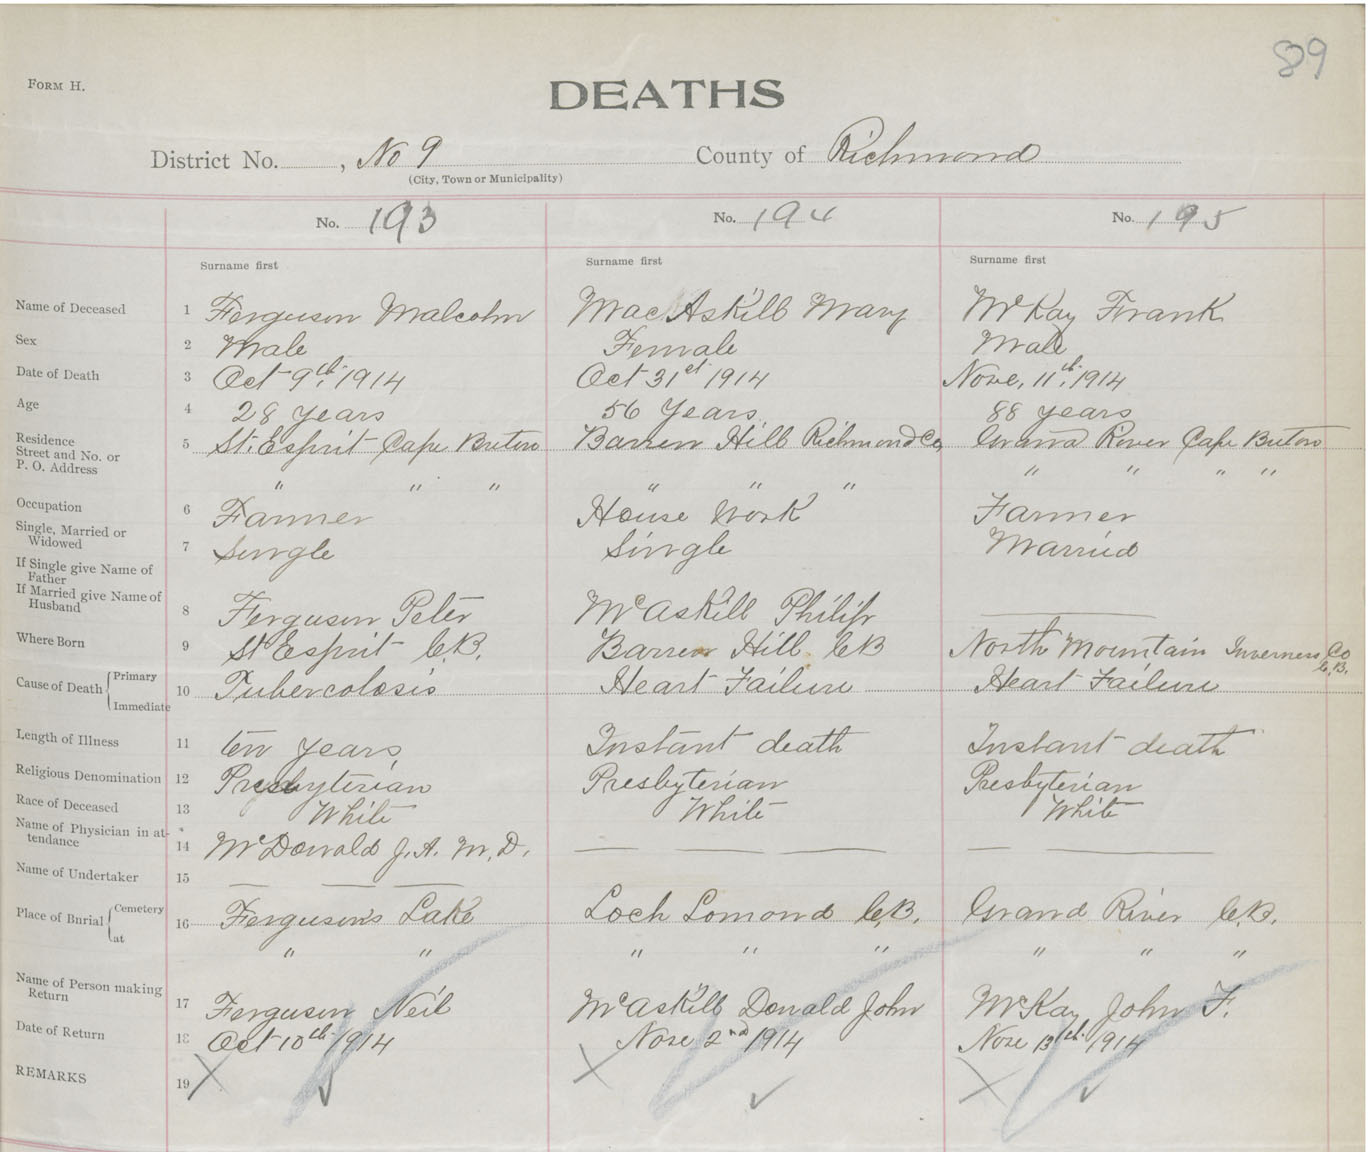 89
FORM H.
DEATHS
District No. , No 9 County of Richmond
(City, Town or Municipality)
No. 193 No. 194 No. 195
Surname first Surname first Surname first
Name of Deceased 1 Ferguson Malcolm MacAskill Mary McKay Frank
Sex 2 Male Female Male
Date of Death 3 Oct 9th, 1914 Oct 31st 1914 Nove, 11th, 1914
Age 4 28 years 56 Years 88 years
Residence
Street and No. or
P. O. Address
5 St. Esprit Cape Breton Barren Hill Richmond Co, Grand River Cape Breton
" " " " " " " " " "
Occupation 6 Farmer House Work Farmer
Single, Married or
Widowed
7 Single Single Married
If Single give Name of
Father
If Married give Name of
Husband
8 Ferguson Peter McAskill Philip
Where Born 9 St Esprit C.B. Barren Hill CB North Mountain Inverness Co
C.B.
Cause of Death { Primary
Immediate
10 Tubercolosis Heart Failure Heart Failure
Length of Illness 11 ten years Instant death Instant death
Religious Denomination 12 Presbyterian Presbyterian Presbyterian
Race of Deceased 13 White White White
Name of Physician in at-
tendance
14 McDonald J.A. M.D.
Name of Undertaker 15
Place of Burial { Cemetery
at
16 Ferguson's Lake Loch Lomond C.B. Grand River C.B.
" " " " " " " "
Name of Person making
Return
17 Ferguson Neil McAskill Donald John McKay John F.
Date of Return 18 Oct 10th 1914 Nove 2nd 1914 Nove 13th 1914
REMARKS 19